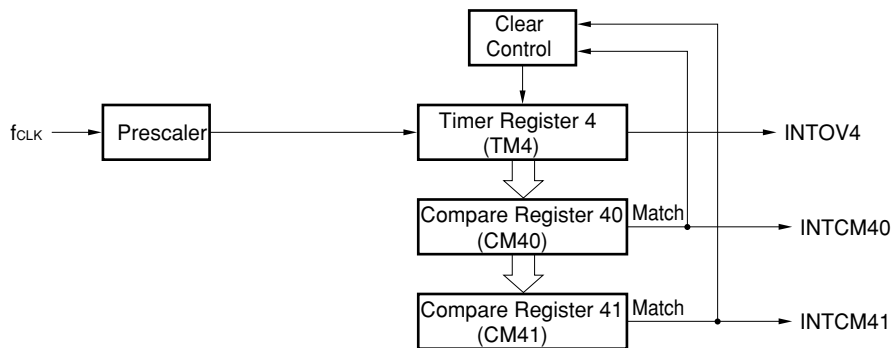 Clear
Control
fCLK
Prescaler
Timer Register 4
(TM4)
INTOV4
Compare Register 40
(CM40)
Match
INTCM40
Compare Register 41
(CM41)
Match
INTCM41